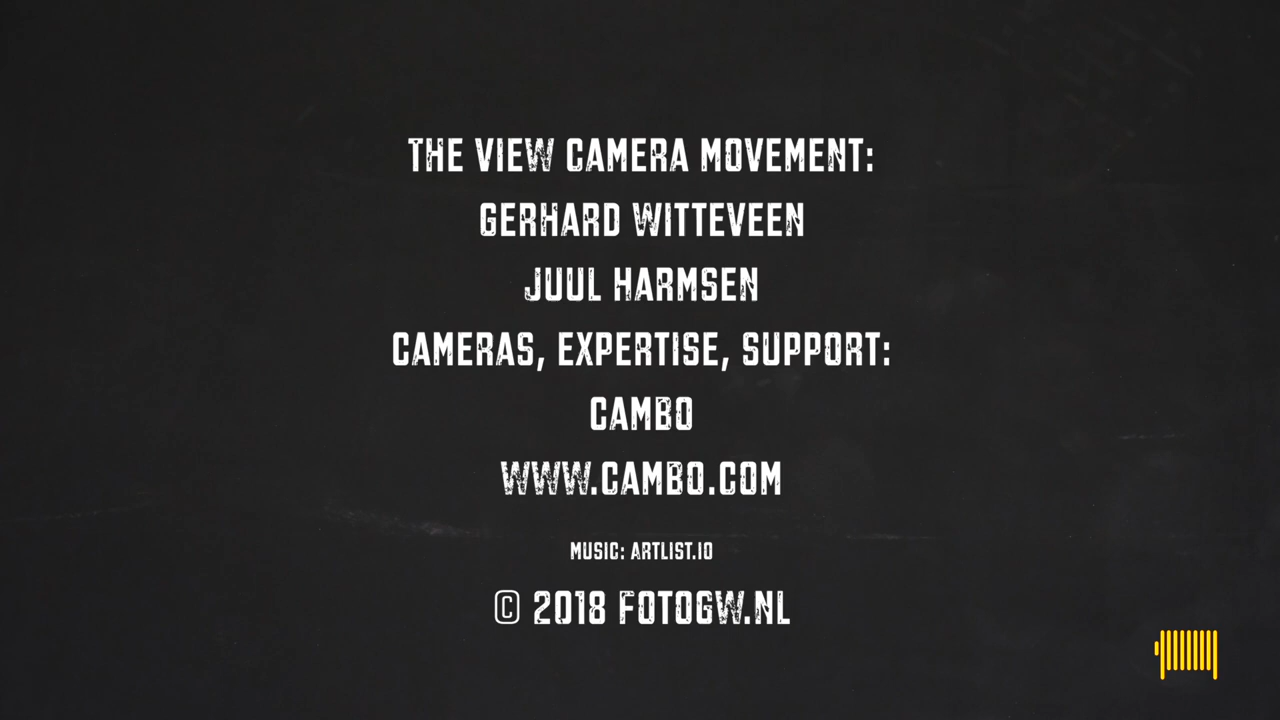 THE VIEW CAMERA MOVEMENT:
GERHARD WITTEVEEN
JUUL HARMSEN
CAMERAS, EXPERTISE, SUPPORT:
CAMBO
WWW.CAMBO.COM
MUSIC: ARTLIST.IO
© 2018 FOTOGW.NL